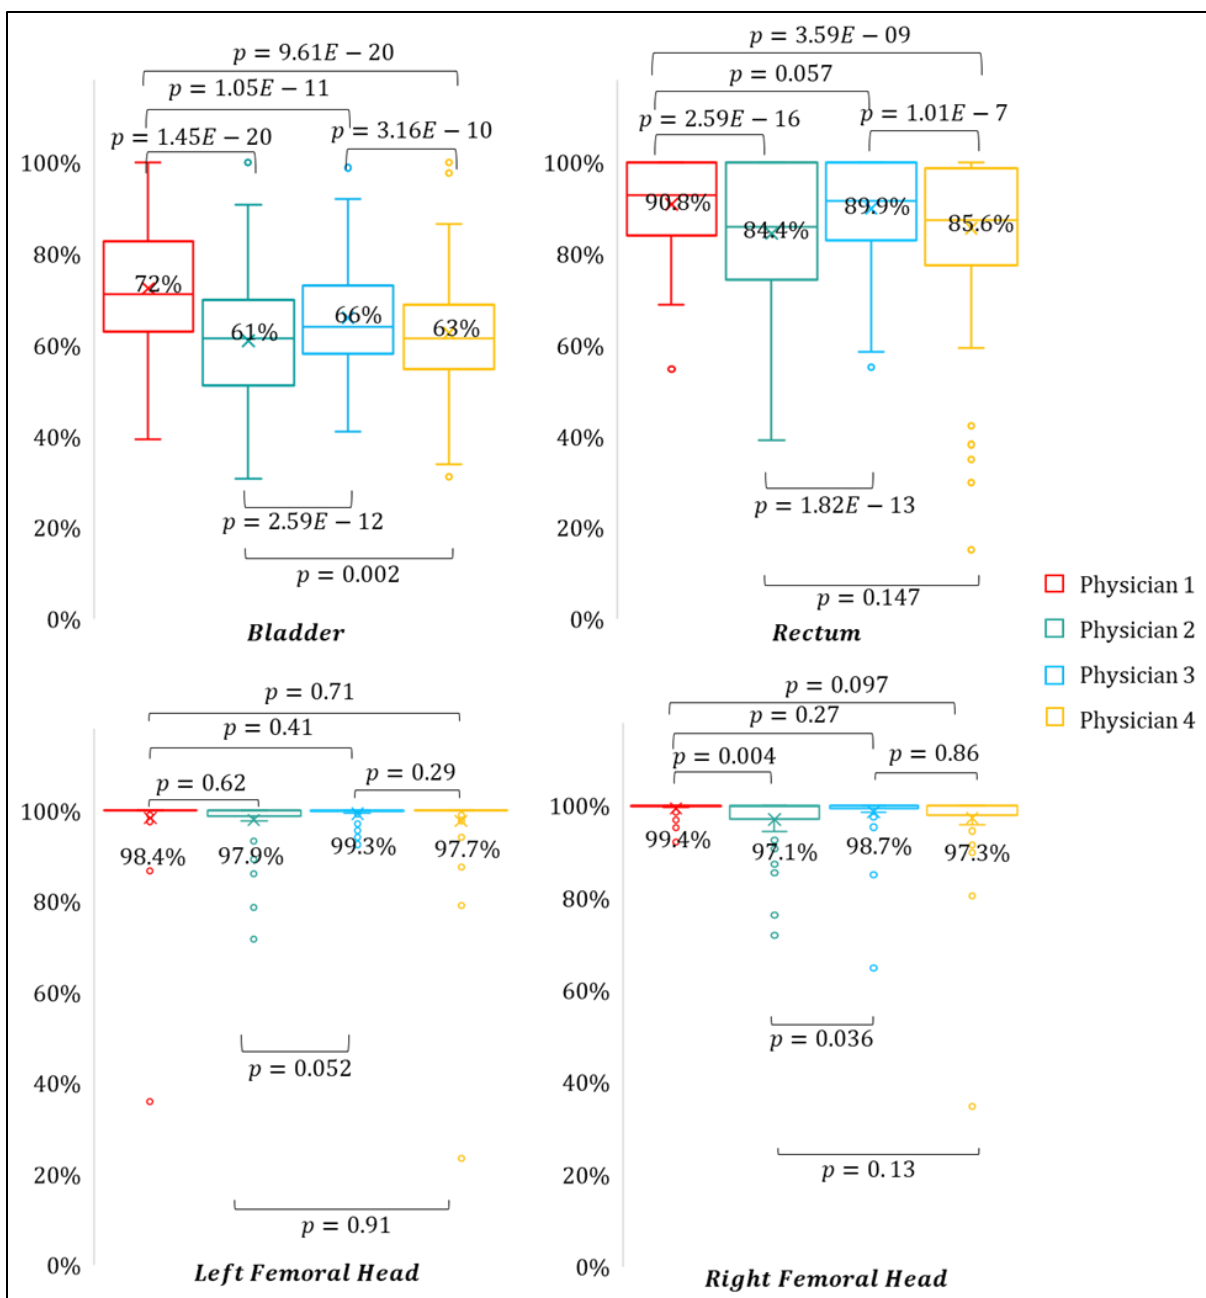 p = 9.61E − 20
p = 1.05E − 11
p = 1.45E − 20
p = 3.16E − 10
100%
80%
60%
40%
20%
0%
72%
61%
66%
63%
p = 2.59E − 12
p = 0.002
Bladder
p = 3.59E − 09
p = 0.057
p = 2.59E − 16
p = 1.01E − 7
100%
80%
60%
40%
20%
0%
90.8%
84.4%
89.9%
85.6%
p = 1.82E − 13
p = 0.147
Rectum
Physician 1
Physician 2
Physician 3
Physician 4
p = 0.71
p = 0.41
p = 0.62
p = 0.29
100%
80%
60%
40%
20%
0%
98.4%
97.9%
99.3%
97.7%
p = 0.052
p = 0.91
Left Femoral Head
p = 0.097
p = 0.27
p = 0.004
p = 0.86
100%
80%
60%
40%
20%
0%
99.4%
97.1%
98.7%
97.3%
p = 0.036
p = 0.13
Right Femoral Head